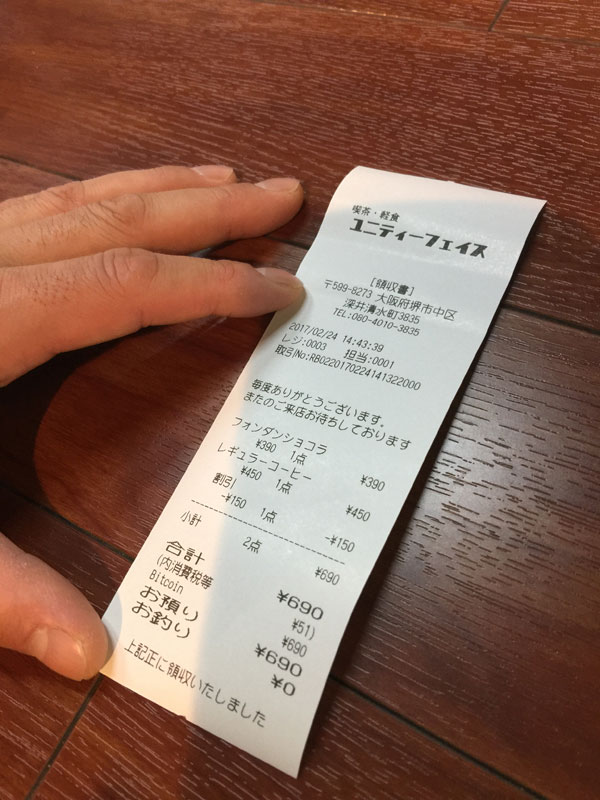 喫茶・軽食
ユニティーフェイス
[領収書]
〒599-8273 大阪府堺市中区
深井清水町3835
TEL:080-4010-3835
2017/02/24 14:43:39
レジ:0003 担当:0001
取引No:RB0220170224141322000
毎度ありがとうございます。
またのご来店お待ちしております
フォンダンショコラ
¥390 1点 ¥390
レギュラーコーヒー
¥450 1点 ¥450
割引
-¥150 1点 -¥150
小計 2点 ¥690
合計 ¥690
(内消費税等 ¥51)
Bitcoin ¥690
お預り ¥690
お釣り ¥0
上記正に領収いたしました